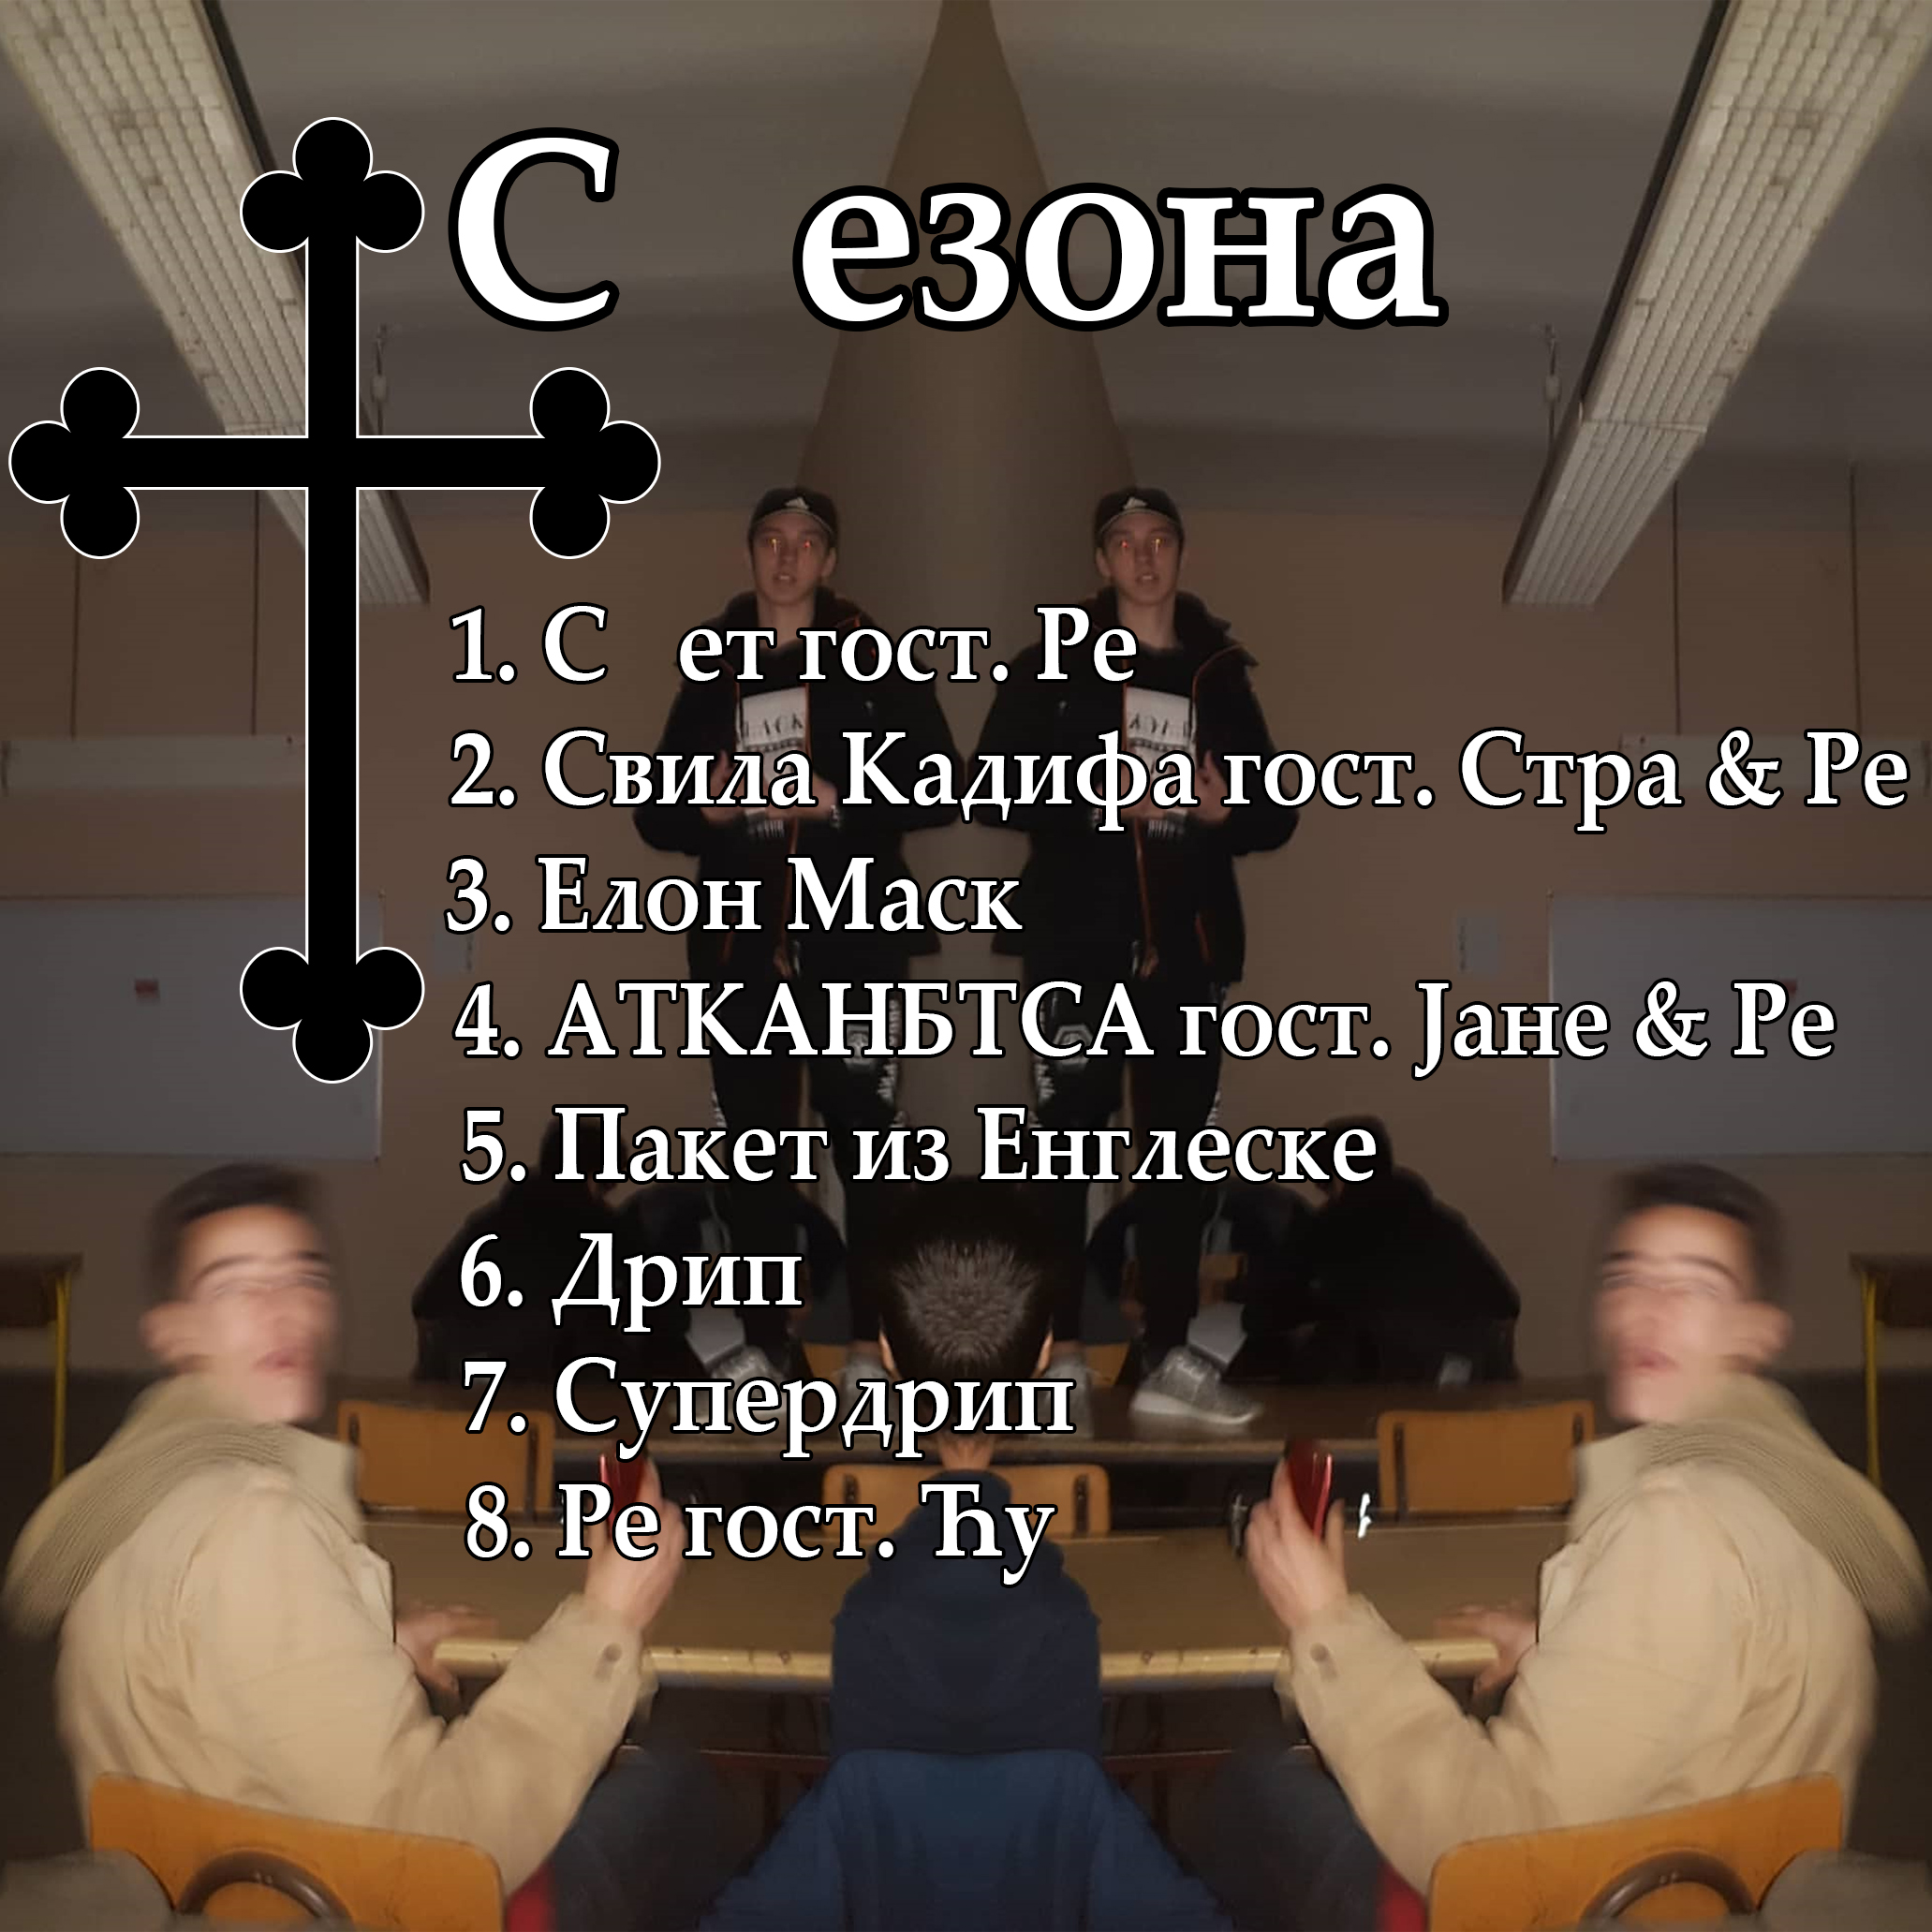 С езона
1. С ет гост. Ре
2. Свила Кадифа гост. Стра & Ре
3. Елон Маск
4. АТКАНБТСА гост. Јане & Ре
5. Пакет из Енглеске
6. Дрип
7. Супердрип
8. Ре гост. Ћу